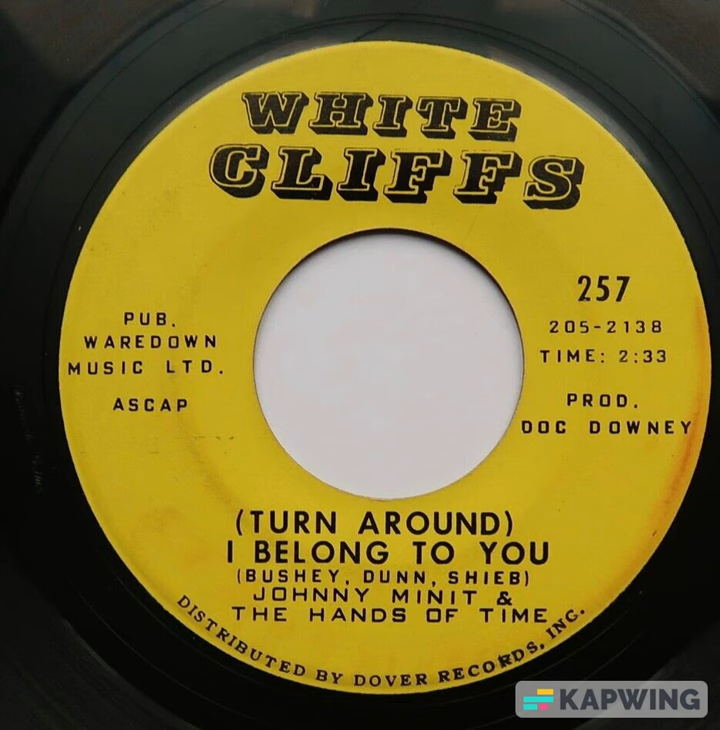 WHITE
CLIFFS
257
205-2138
TIME: 2:33
PROD.
DOC DOWNEY
PUB.
WAREDOWN
MUSIC LTD.
ASCAP
(TURN AROUND)
I BELONG TO YOU
(BUSHEY, DUNN, SHIEB)
JOHNNY MINIT &
THE HANDS OF TIME
DISTRIBUTED BY DOVER RECORDS, INC.
KAPWING